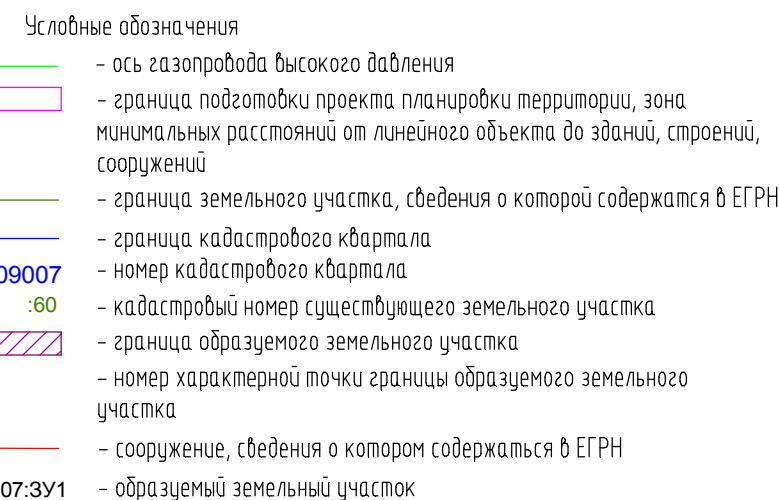 Условные обозначения
- ось газопровода высокого давления
- граница подготовки проекта планировки территории, зона
минимальных расстояний от линейного объекта до зданий, строений,
сооружений
- граница земельного участка, сведения о которой содержатся в ЕГРН
- граница кадастрового квартала
09007 - номер кадастрового квартала
:60 - кадастровый номер существующего земельного участка
- граница образуемого земельного участка
- номер характерной точки границы образуемого земельного
участка
- сооружение, сведения о котором содержаться в ЕГРН
07:ЗУ1 - образуемый земельный участок